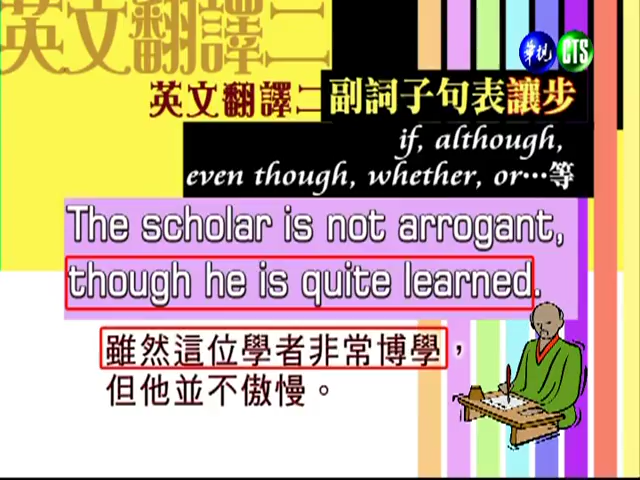 英文翻譯二
華視 CTS
英文翻譯二 副詞子句表讓步
if, although,
even though, whether, or…等
The scholar is not arrogant,
though he is quite learned.
雖然這位學者非常博學，
但他並不傲慢。